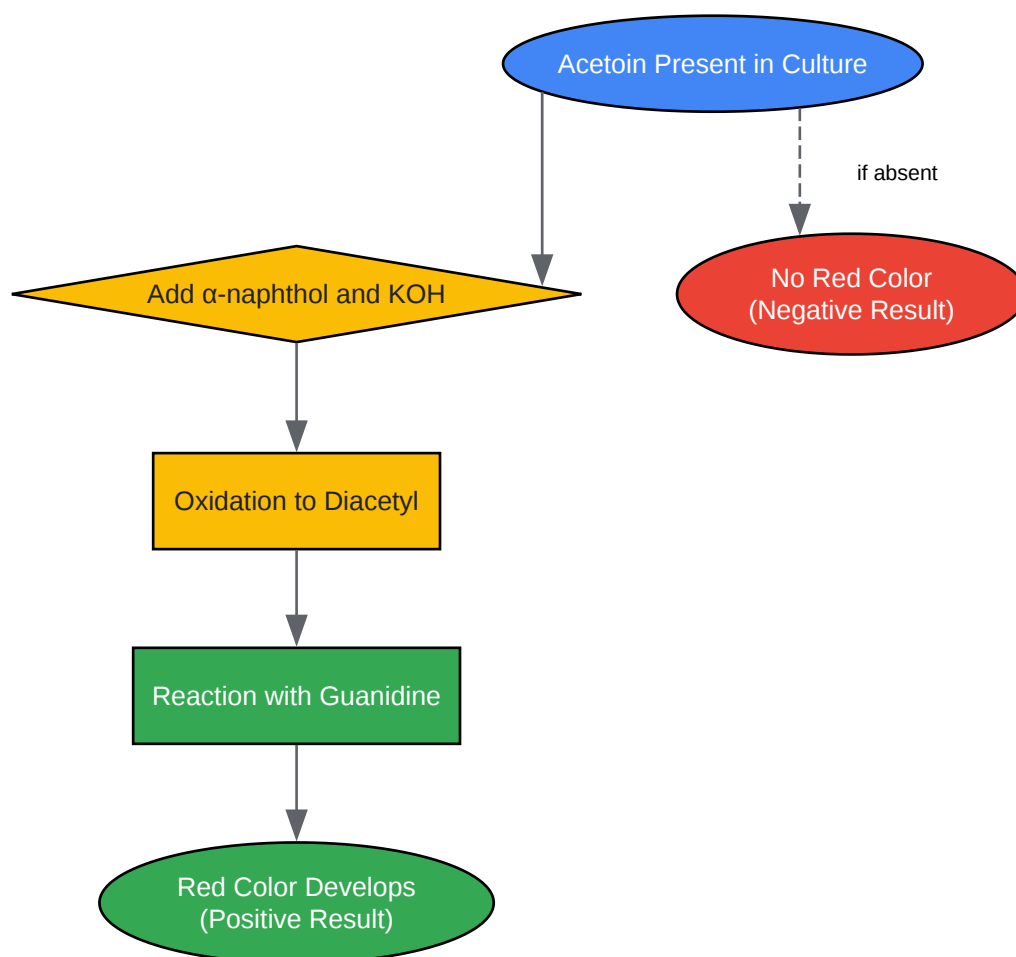 Acetoin Present in Culture
if absent
Add α-naphthol and KOH
No Red Color
(Negative Result)
Oxidation to Diacetyl
Reaction with Guanidine
Red Color Develops
(Positive Result)